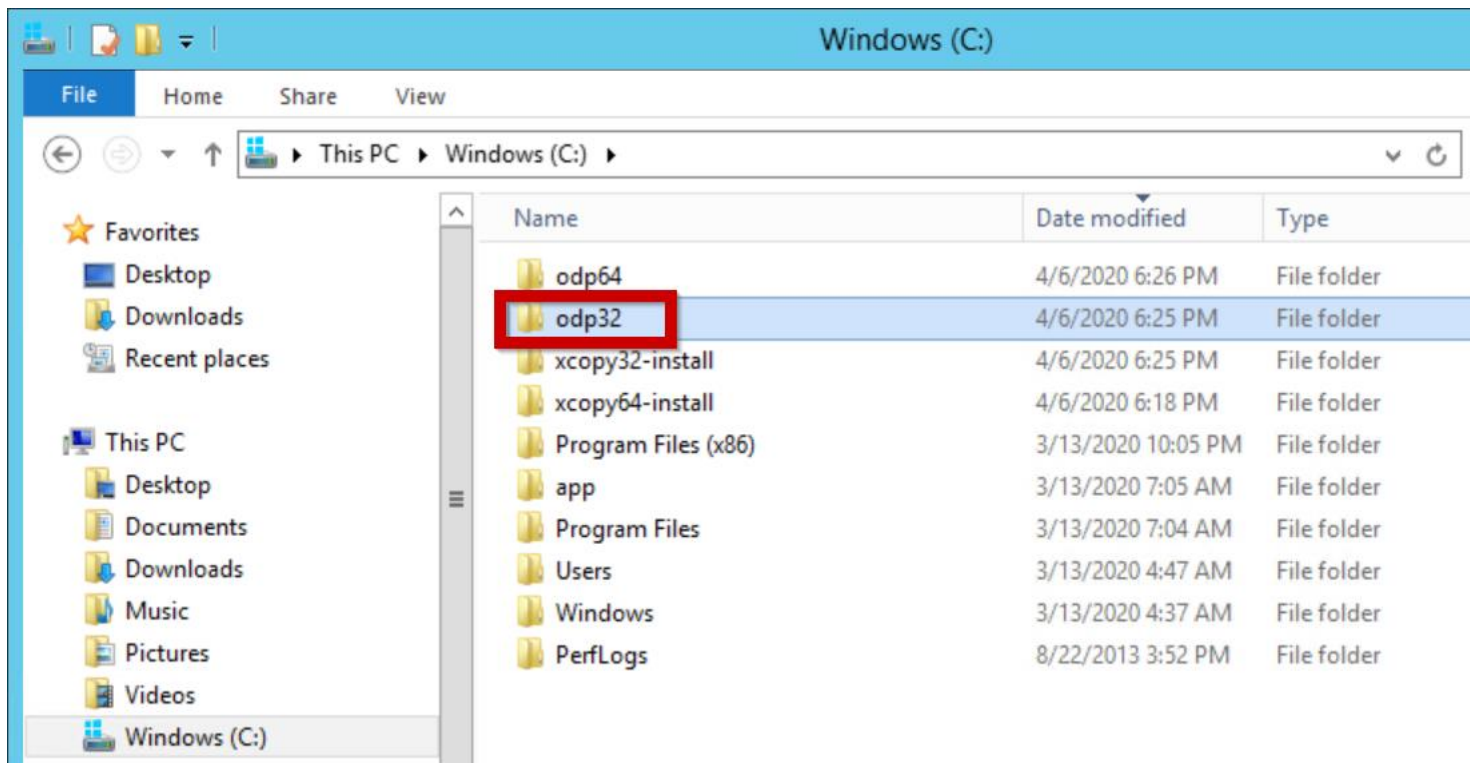 Windows (C:)
File Home Share View
This PC Windows (C:)
Name Date modified Type
Favorites
Desktop
Downloads
Recent places
This PC
Desktop
Documents
Downloads
Music
Pictures
Videos
Windows (C:)
odp64 4/6/2020 6:26 PM File folder
odp32 4/6/2020 6:25 PM File folder
xcopy32-install 4/6/2020 6:25 PM File folder
xcopy64-install 4/6/2020 6:18 PM File folder
Program Files (x86) 3/13/2020 10:05 PM File folder
app 3/13/2020 7:05 AM File folder
Program Files 3/13/2020 7:04 AM File folder
Users 3/13/2020 4:47 AM File folder
Windows 3/13/2020 4:37 AM File folder
PerfLogs 8/22/2013 3:52 PM File folder